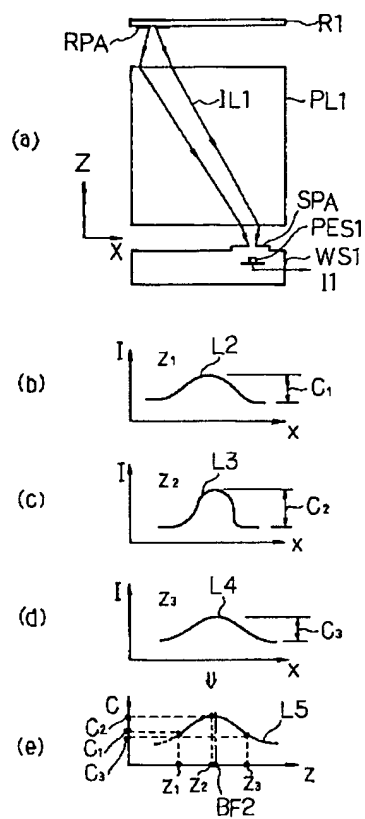 R1
RPA
IL1
PL1
(a)
Z
X
SPA
PES1
WS1
I1
(b)
I
Z1
L2
C1
X
(c)
I
Z2
L3
C2
X
(d)
I
Z3
L4
C3
X
⇓
(e)
C
C2
C1
C3
L5
Z1
Z2
Z3
Z
BF2